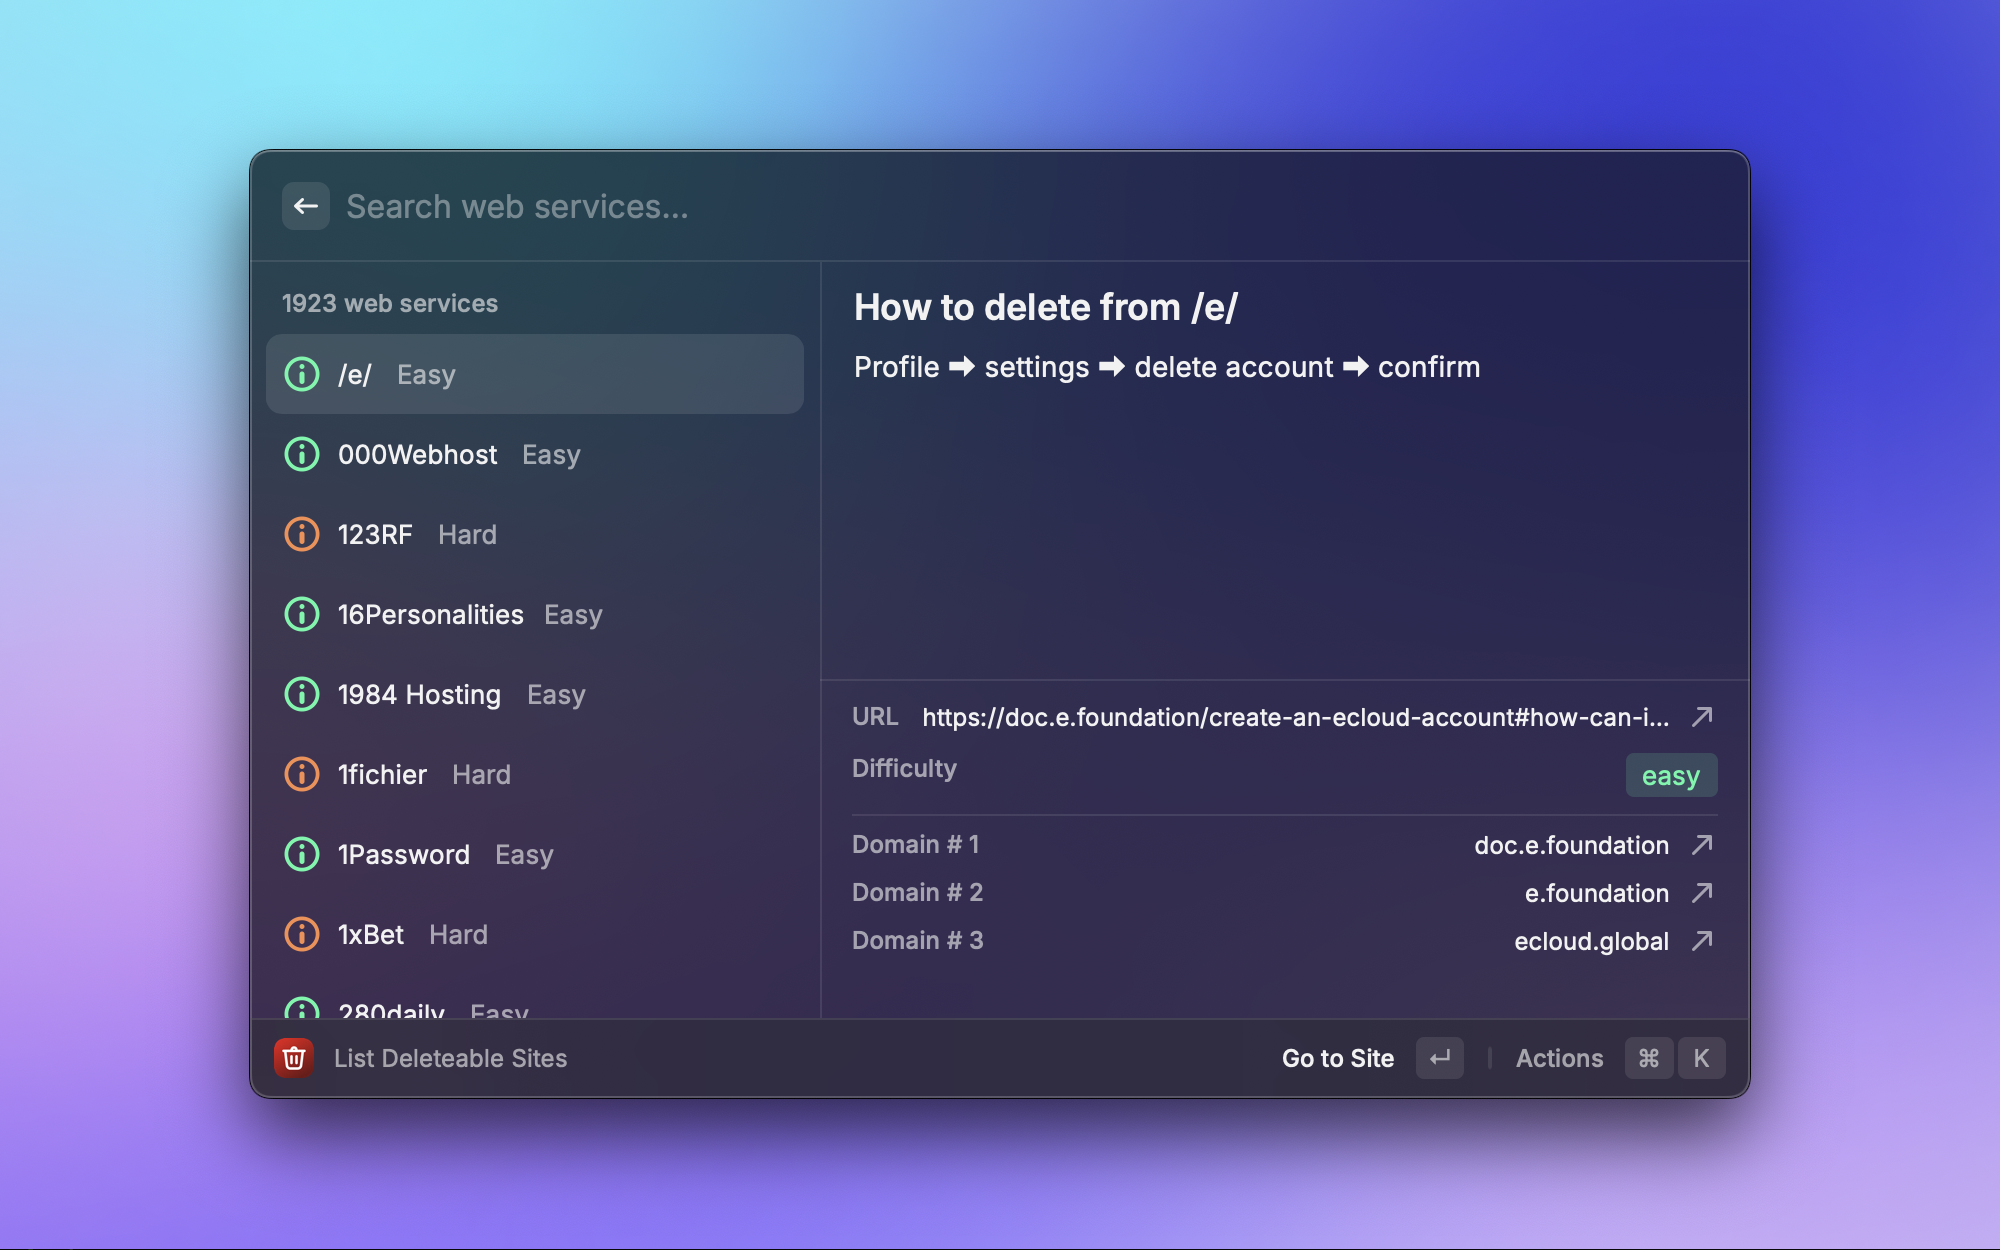 Search web services...
1923 web services
/e/ Easy
000Webhost Easy
123RF Hard
16Personalities Easy
1984 Hosting Easy
1fichier Hard
1Password Easy
1xBet Hard
280daily Easy
How to delete from /e/
Profile ➡ settings ➡ delete account ➡ confirm
URL https://doc.e.foundation/create-an-ecloud-account#how-can-i...
Difficulty easy
Domain # 1 doc.e.foundation
Domain # 2 e.foundation
Domain # 3 ecloud.global
List Deleteable Sites
Go to Site ↵ | Actions ⌘ K